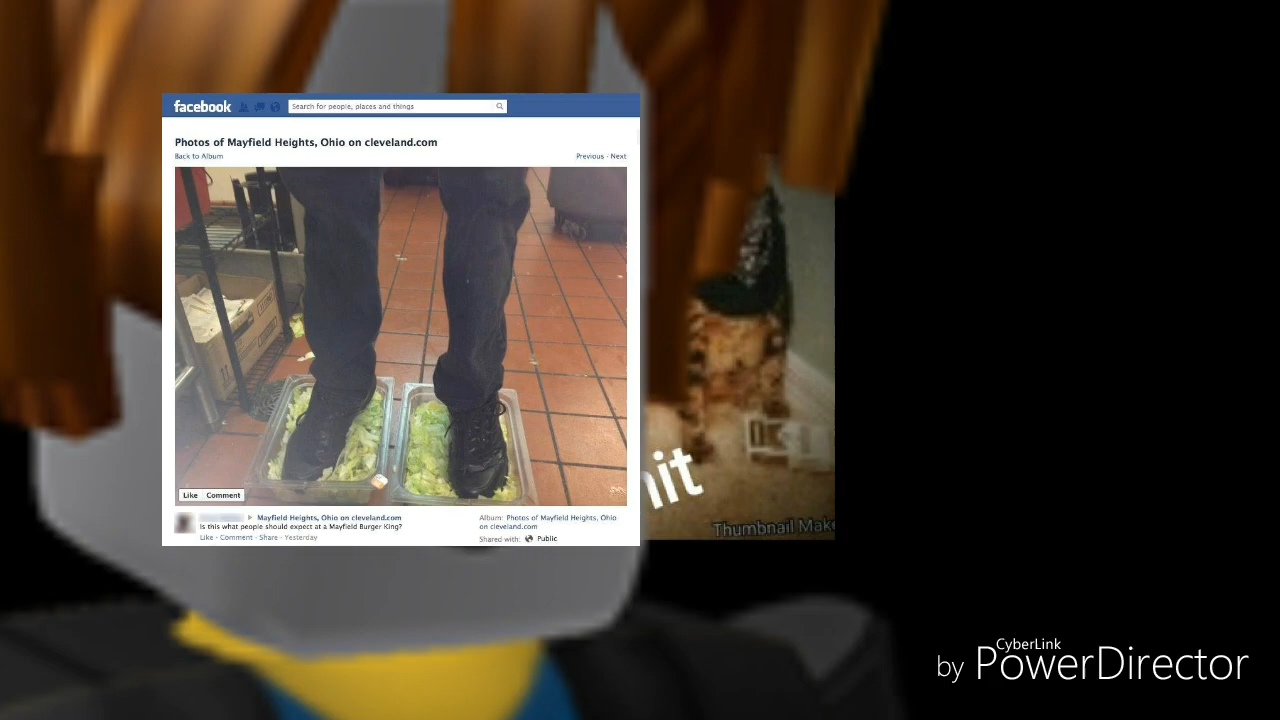 facebook
Search for people, places and things
Photos of Mayfield Heights, Ohio on cleveland.com
Back to Album
Previous · Next
Like Comment
Mayfield Heights, Ohio on cleveland.com
Is this what people should expect at a Mayfield Burger King?
Like · Comment · Share · Yesterday
Album: Photos of Mayfield Heights, Ohio
on cleveland.com
Shared with: Public
nit
Thumbnail Make
by CyberLink
PowerDirector